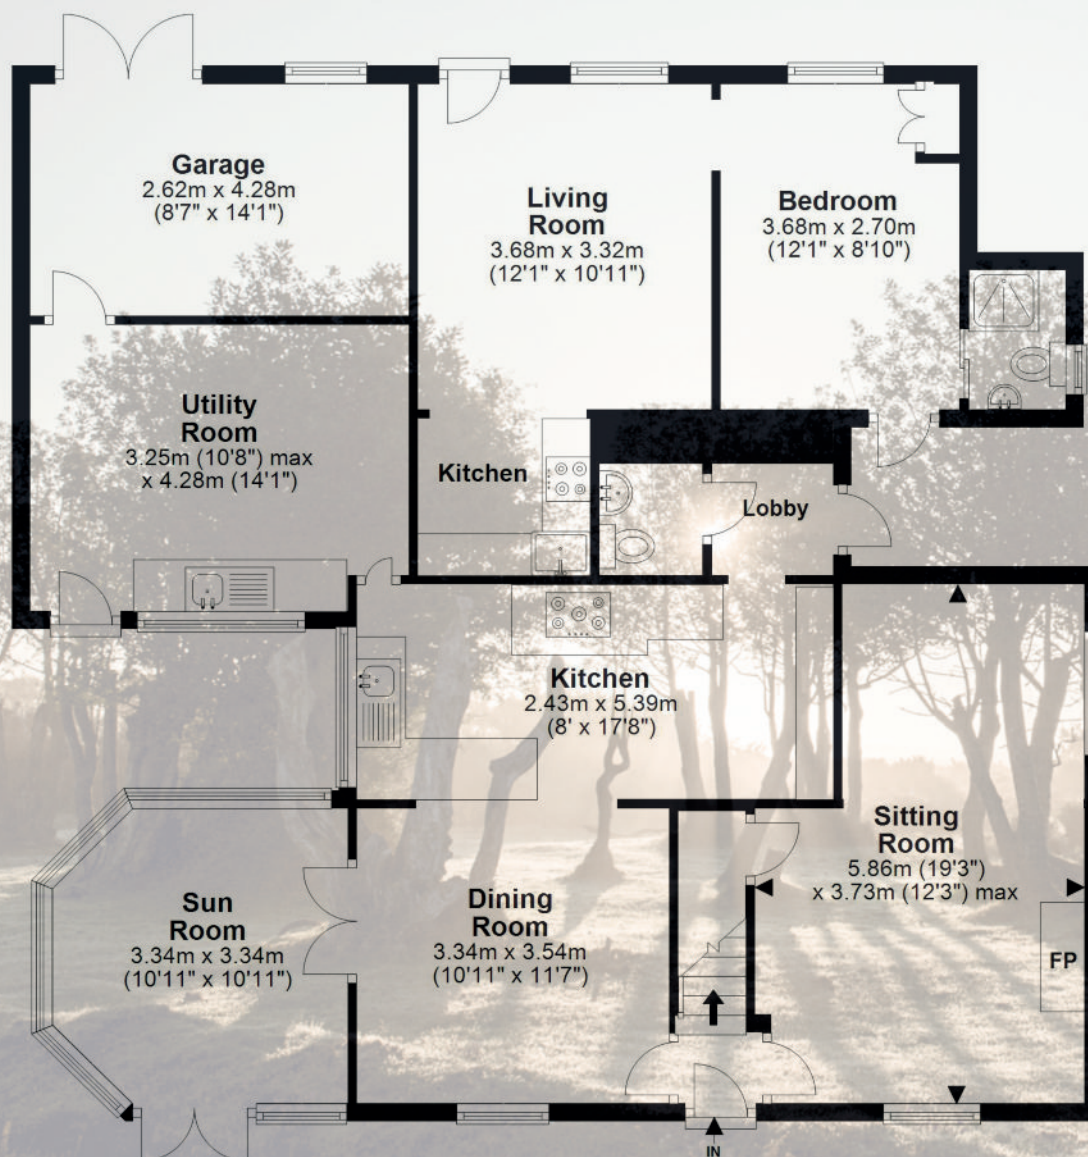 Garage
2.62m x 4.28m
(8'7" x 14'1")
Living
Room
3.68m x 3.32m
(12'1" x 10'11")
Bedroom
3.68m x 2.70m
(12'1" x 8'10")
Utility
Room
3.25m (10'8") max
x 4.28m (14'1")
Kitchen
Lobby
Kitchen
2.43m x 5.39m
(8' x 17'8")
Sitting
Room
5.86m (19'3")
x 3.73m (12'3") max
Sun
Room
3.34m x 3.34m
(10'11" x 10'11")
Dining
Room
3.34m x 3.54m
(10'11" x 11'7")
FP
IN